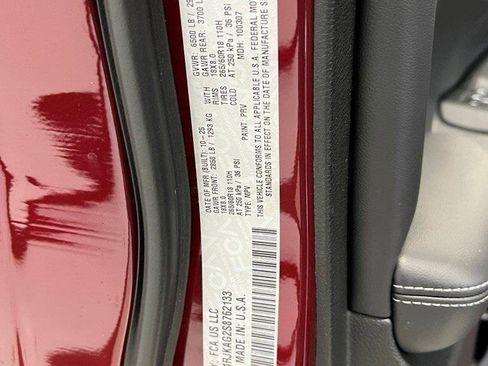 FCA US LLC
DATE OF MFR (BUILT): 10-25
GVWR: 6500 LB
FRONT: 2850 LB / 1293 KG
WITH
GAWR REAR: 3700
18X8.0
RIMS
18X8.0
265/60R18 110H
TIRES
265/60R18 110H
AT 250 kPa / 36 PSI
COLD
AT 250 kPa / 36 PSI
TYPE: MPV
PAINT: PRV
MDH: 100307
THIS VEHICLE CONFORMS TO ALL APPLICABLE U.S.A. FEDERAL
STANDARDS IN EFFECT ON THE DATE OF MANUFACTURE
RJKAG2S8762133
MADE IN U.S.A.